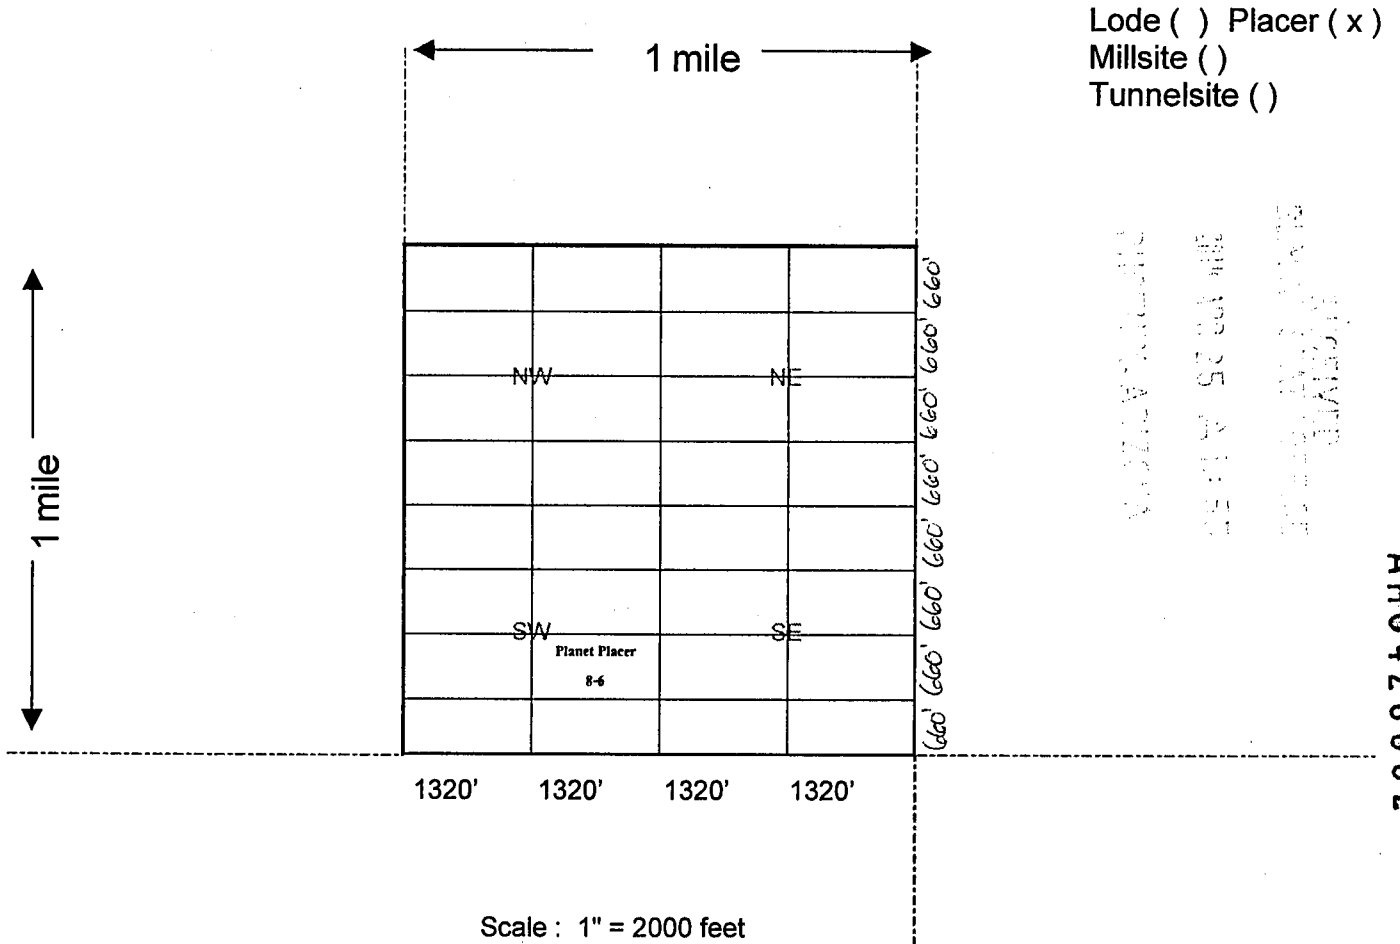 Lode ( ) Placer ( x )
Millsite ( )
Tunnelsite ( )
1 mile
1 mile
NW
NE
SW
SE
Planet Placer
8-6
660'
660'
660'
660'
660'
660'
660'
660'
1320' 1320' 1320' 1320'
Scale : 1" = 2000 feet